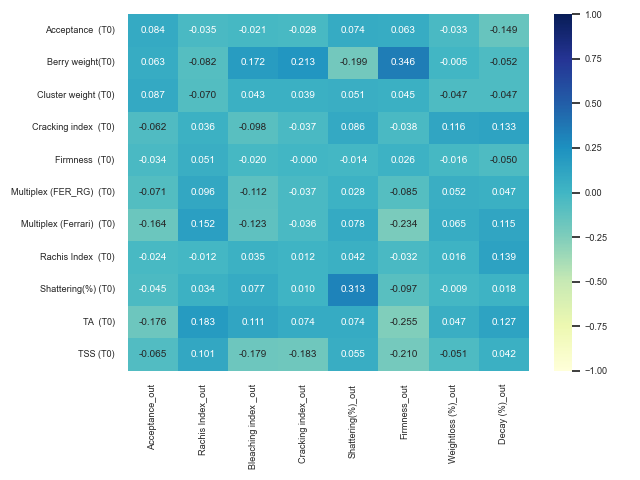 Acceptance  (T0) 0.084 -0.035 -0.021 -0.028 0.074 0.063 -0.033 -0.149
Berry weight(T0) 0.063 -0.082 0.172 0.213 -0.199 0.346 -0.005 -0.052
Cluster weight (T0) 0.087 -0.070 0.043 0.039 0.051 0.045 -0.047 -0.047
Cracking index  (T0) -0.062 0.036 -0.098 -0.037 0.086 -0.038 0.116 0.133
Firmness  (T0) -0.034 0.051 -0.020 -0.000 -0.014 0.026 -0.016 -0.050
Multiplex (FER_RG)  (T0) -0.071 0.096 -0.112 -0.037 0.028 -0.085 0.052 0.047
Multiplex (Ferrari)  (T0) -0.164 0.152 -0.123 -0.036 0.078 -0.234 0.065 0.115
Rachis Index  (T0) -0.024 -0.012 0.035 0.012 0.042 -0.032 0.016 0.139
Shattering(%) (T0) -0.045 0.034 0.077 0.010 0.313 -0.097 -0.009 0.018
TA  (T0) -0.176 0.183 0.111 0.074 0.074 -0.255 0.047 0.127
TSS (T0) -0.065 0.101 -0.179 -0.183 0.055 -0.210 -0.051 0.042
Acceptance_out
Rachis Index_out
Bleaching index _out
Cracking index_out
Shattering(%)_out
Firmness_out
Weightloss (%)_out
Decay (%)_out
1.00
0.75
0.50
0.25
0.00
−0.25
−0.50
−0.75
−1.00